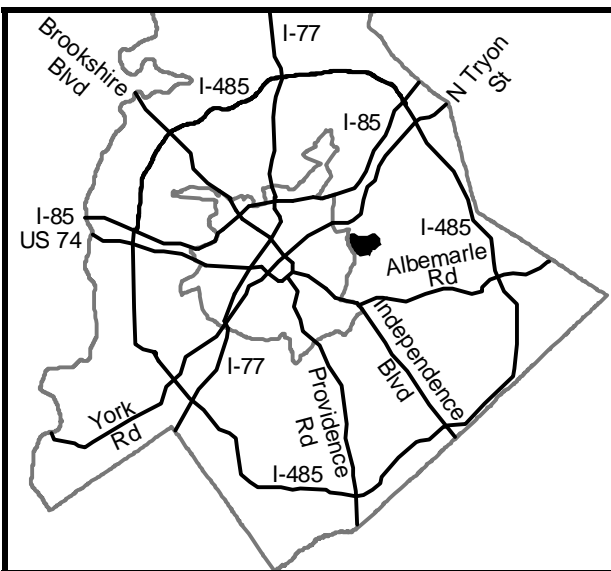 I-77
Brookshire
Blvd
I-485
N Tryon
St
I-85
I-85
US 74
I-485
Albemarle
Rd
Independence
Blvd
I-77
Providence
Rd
York
Rd
I-485